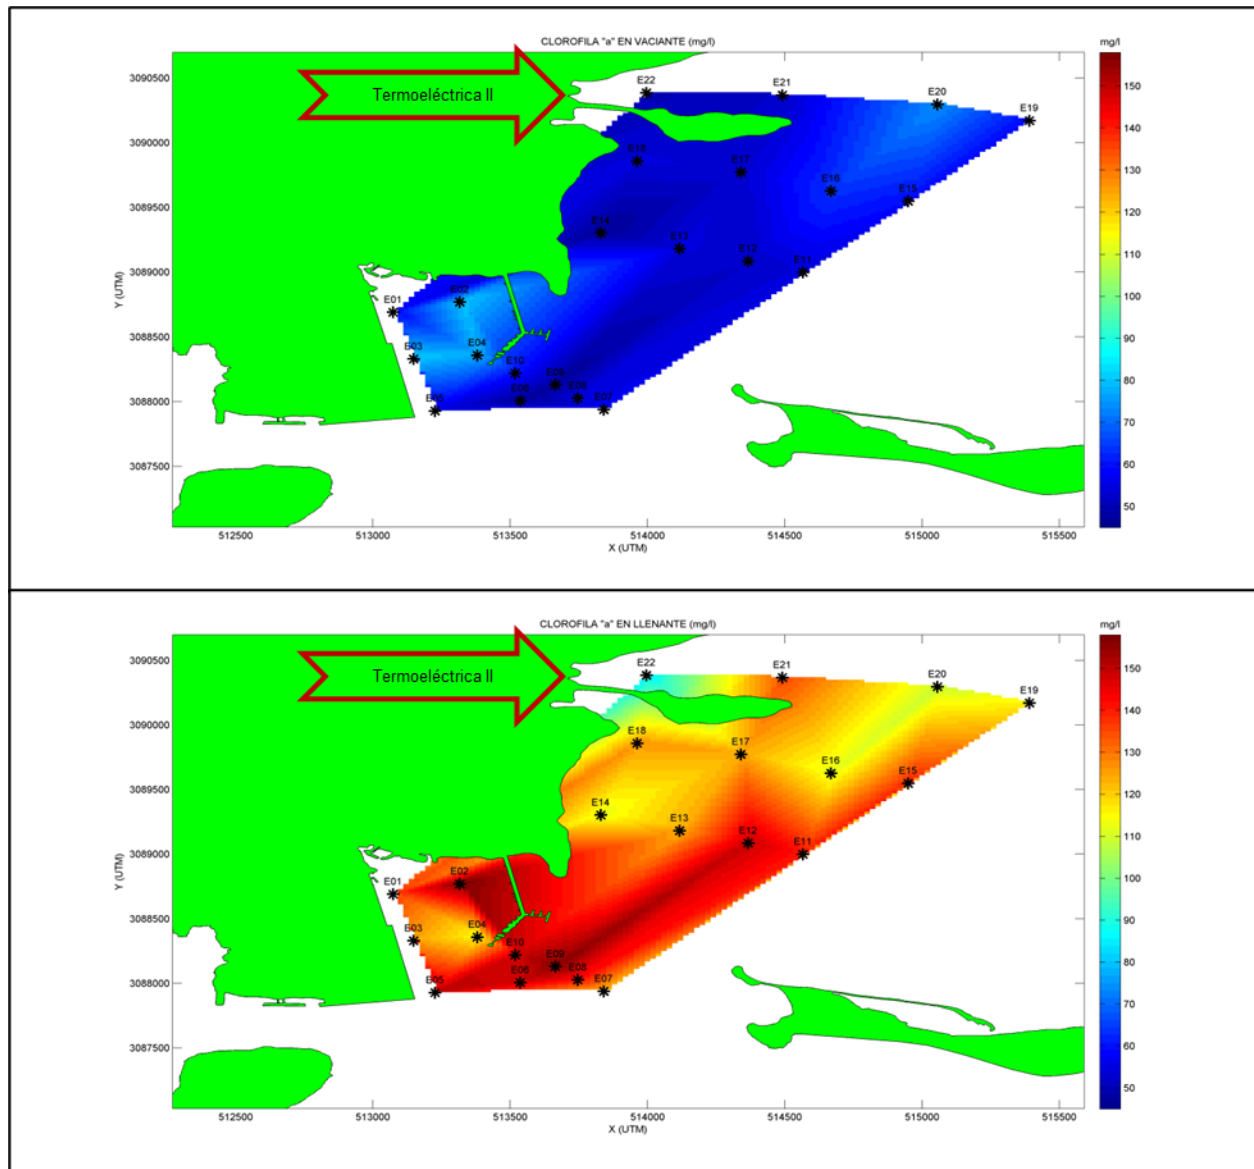 CLOROFILA "a" EN VACIANTE (mg/l)
mg/l
Termoeléctrica II
E22
E21
E20
E19
E18
E17
E16
E15
E14
E13
E12
E11
E01
E02
E03
E04
E10
E09
E08
E07
E06
E05
3090500
3090000
3089500
3089000
3088500
3088000
3087500
Y (UTM)
512500
513000
513500
514000
514500
515000
515500
X (UTM)
150
140
130
120
110
100
90
80
70
60
50
CLOROFILA "a" EN LLENANTE (mg/l)
mg/l
Termoeléctrica II
E22
E21
E20
E19
E18
E17
E16
E15
E14
E13
E12
E11
E01
E02
E03
E04
E10
E09
E08
E07
E06
E05
3090500
3090000
3089500
3089000
3088500
3088000
3087500
Y (UTM)
512500
513000
513500
514000
514500
515000
515500
X (UTM)
150
140
130
120
110
100
90
80
70
60
50